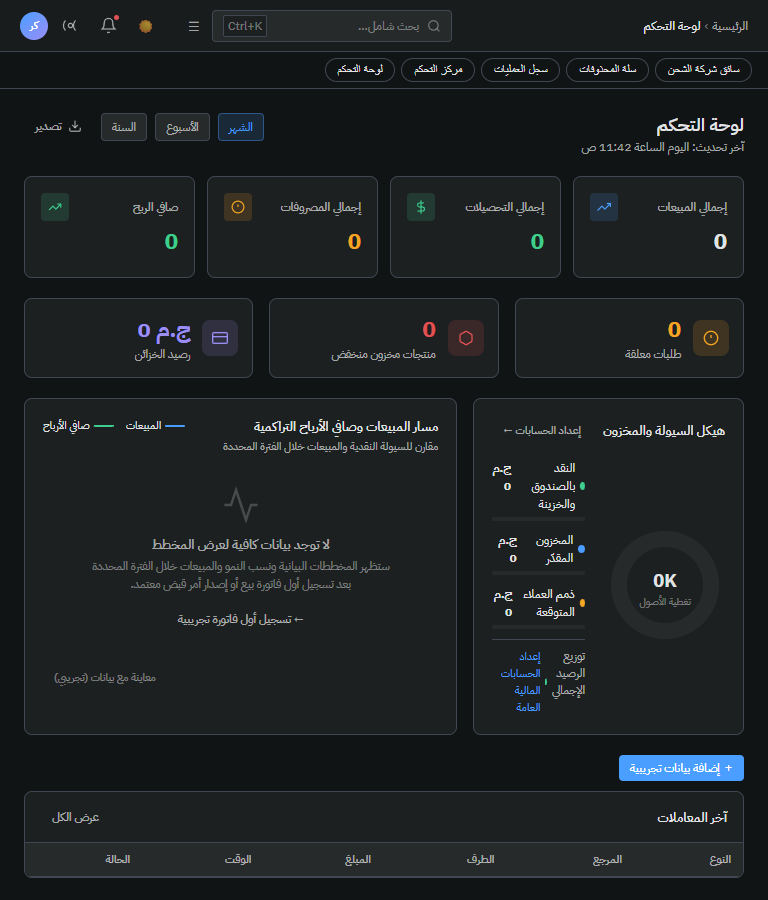 الرئيسية › لوحة التحكم
بحث شامل...
Ctrl+K
كر
سائق شركة الشحن
سلة المحذوفات
سجل العمليات
مركز التحكم
لوحة التحكم
لوحة التحكم
آخر تحديث: اليوم الساعة 11:42 ص
الشهر
الأسبوع
السنة
تصدير
إجمالي المبيعات
0
إجمالي التحصيلات
0
إجمالي المصروفات
0
صافي الربح
0
0
طلبات معلقة
0
منتجات مخزون منخفض
ج.م 0
رصيد الخزائن
هيكل السيولة والمخزون
إعداد الحسابات ←
0K
تغطية الأصول
النقد بالصندوق والخزينة
ج.م 0
المخزون المقدّر
ج.م 0
ذمم العملاء المتوقعة
ج.م 0
توزيع الرصيد الإجمالي
إعداد الحسابات المالية العامة
مسار المبيعات وصافي الأرباح التراكمية
مقارن للسيولة النقدية والمبيعات خلال الفترة المحددة
المبيعات
صافي الأرباح
لا توجد بيانات كافية لعرض المخطط
ستظهر المخططات البيانية ونسب النمو والمبيعات خلال الفترة المحددة
بعد تسجيل أول فاتورة بيع أو إصدار أمر قبض معتمد.
← تسجيل أول فاتورة تجريبية
معاينة مع بيانات (تجريبي)
+ إضافة بيانات تجريبية
آخر المعاملات
عرض الكل
النوع
المرجع
الطرف
المبلغ
الوقت
الحالة